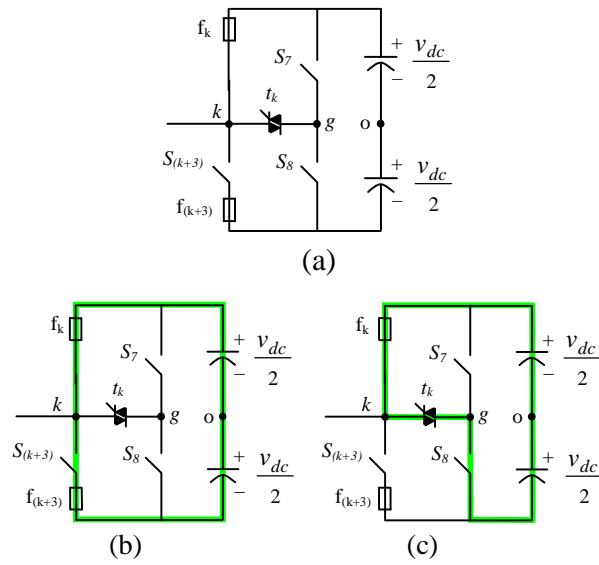 f_k
S_7
+ v_dc/2
−
k
t_k
g
o
S_(k+3)
S_8
+ v_dc/2
−
f_(k+3)
(a)
f_k
S_7
+ v_dc/2
−
k
t_k
g
o
S_(k+3)
S_8
+ v_dc/2
−
f_(k+3)
(b)
f_k
S_7
+ v_dc/2
−
k
t_k
g
o
S_(k+3)
S_8
+ v_dc/2
−
f_(k+3)
(c)